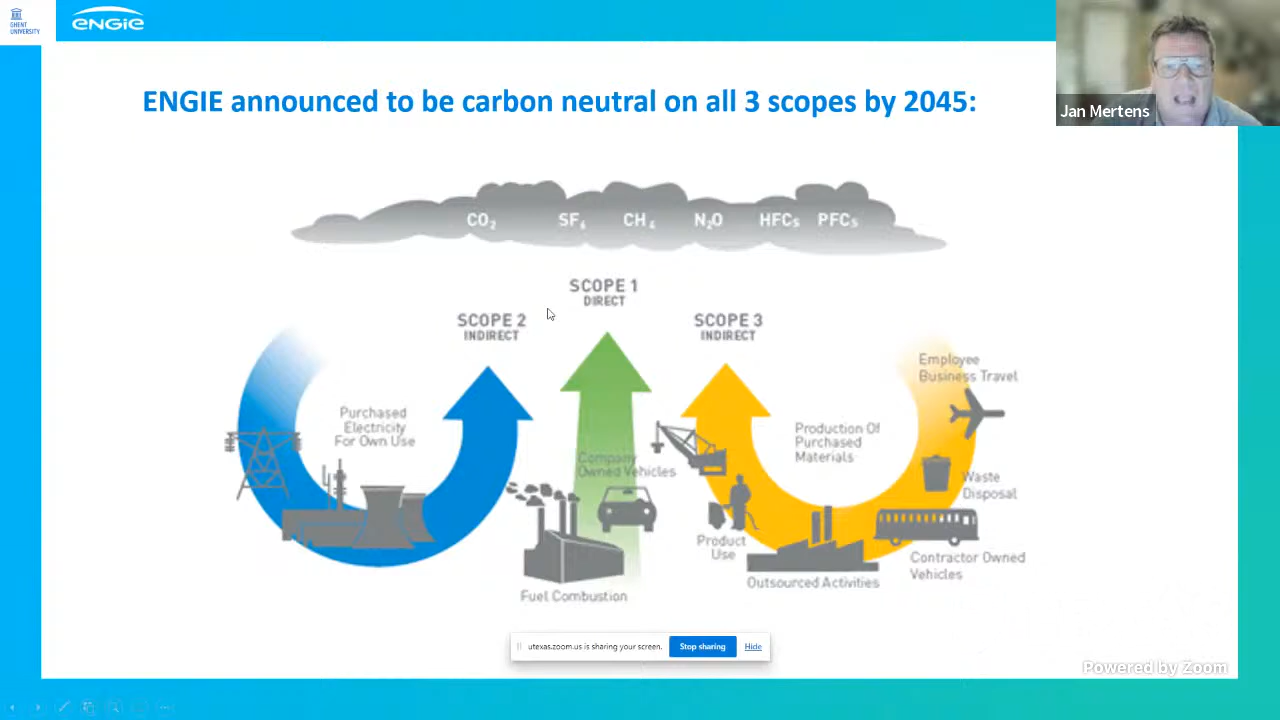 GHENT
UNIVERSITY
ENGIE
ENGIE announced to be carbon neutral on all 3 scopes by 2045:
Jan Mertens
CO₂ SF₆ CH₄ N₂O HFCs PFCs
SCOPE 1
DIRECT
SCOPE 2
INDIRECT
SCOPE 3
INDIRECT
Employee
Business Travel
Purchased
Electricity
For Own Use
Production Of
Purchased
Materials
Company
Owned Vehicles
Waste
Disposal
Product
Use
Contractor Owned
Vehicles
Outsourced Activities
Fuel Combustion
utexas.zoom.us is sharing your screen.
Stop sharing
Hide
Powered by Zoom